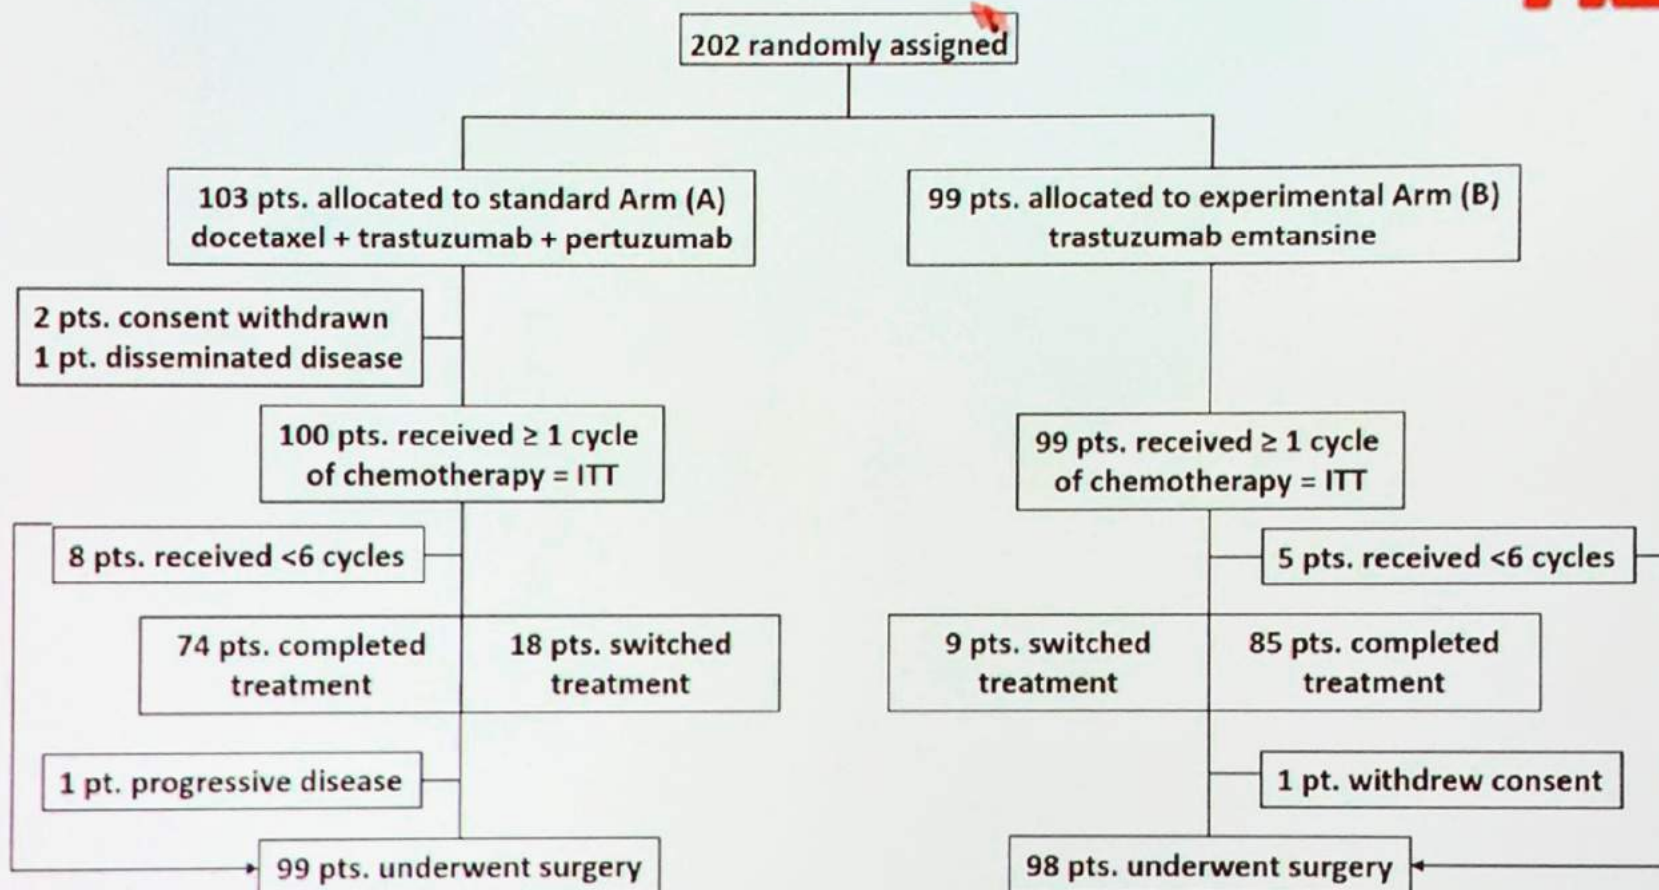 202 randomly assigned
103 pts. allocated to standard Arm (A)
docetaxel + trastuzumab + pertuzumab
99 pts. allocated to experimental Arm (B)
trastuzumab emtansine
2 pts. consent withdrawn
1 pt. disseminated disease
100 pts. received ≥ 1 cycle
of chemotherapy = ITT
99 pts. received ≥ 1 cycle
of chemotherapy = ITT
8 pts. received <6 cycles
5 pts. received <6 cycles
74 pts. completed
treatment
18 pts. switched
treatment
9 pts. switched
treatment
85 pts. completed
treatment
1 pt. progressive disease
1 pt. withdrew consent
99 pts. underwent surgery
98 pts. underwent surgery